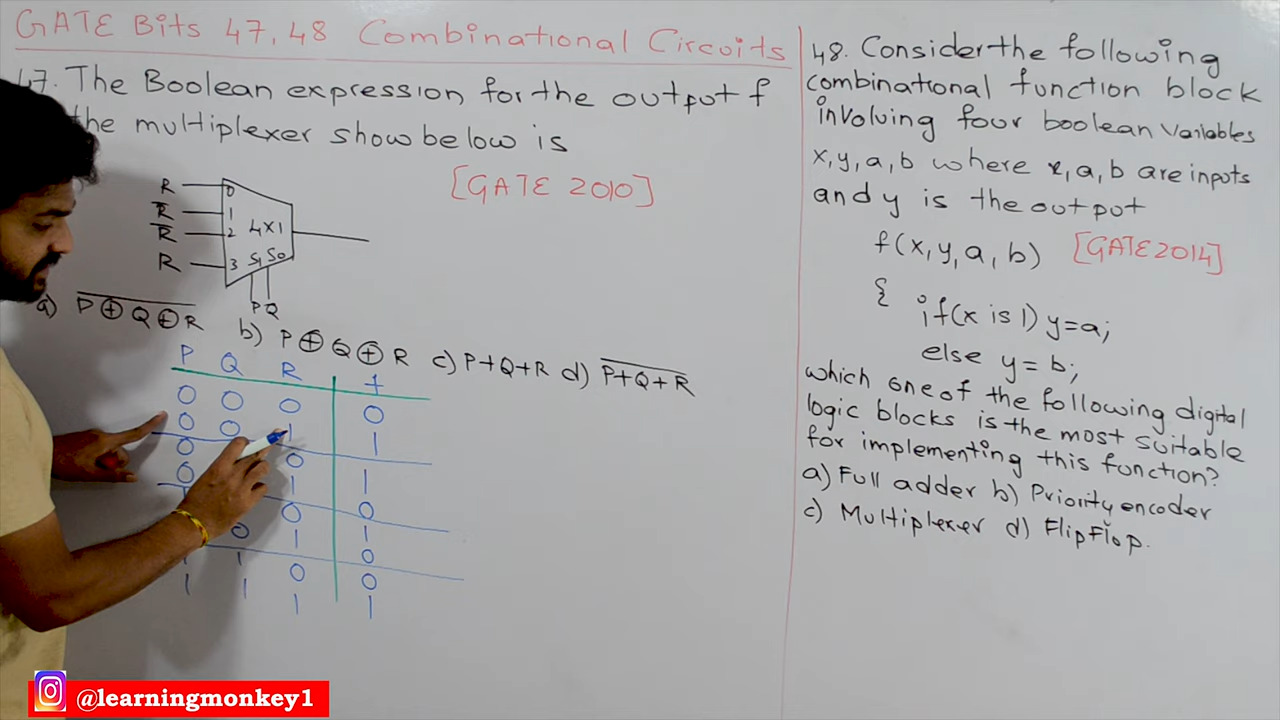 GATE Bits 47,48 Combinational Circuits
47. The Boolean expression for the output f
the multiplexer show below is
[GATE 2010]
R 0
R̅ 1
R̅ 2 4X1
R 3 S1 S0
P Q
a) \overline{P⊕Q⊕R}
b) P⊕Q⊕R c) P+Q+R d) \overline{P+Q+R}
P Q R f
0 0 0 0
0 0 1 1
0 0 1
0 1 0
0 1
0 1 0
1 1 0 0
1 1 1 1
48. Consider the following
combinational function block
involving four boolean variables
x,y,a,b where x,a,b are inputs
and y is the output
f(x,y,a,b) [GATE 2014]
{ if(x is 1) y=a;
else y=b;
which one of the following digital
logic blocks is the most suitable
for implementing this function?
a) Full adder b) Priority encoder
c) Multiplexer d) FlipFlop.
@learningmonkey1